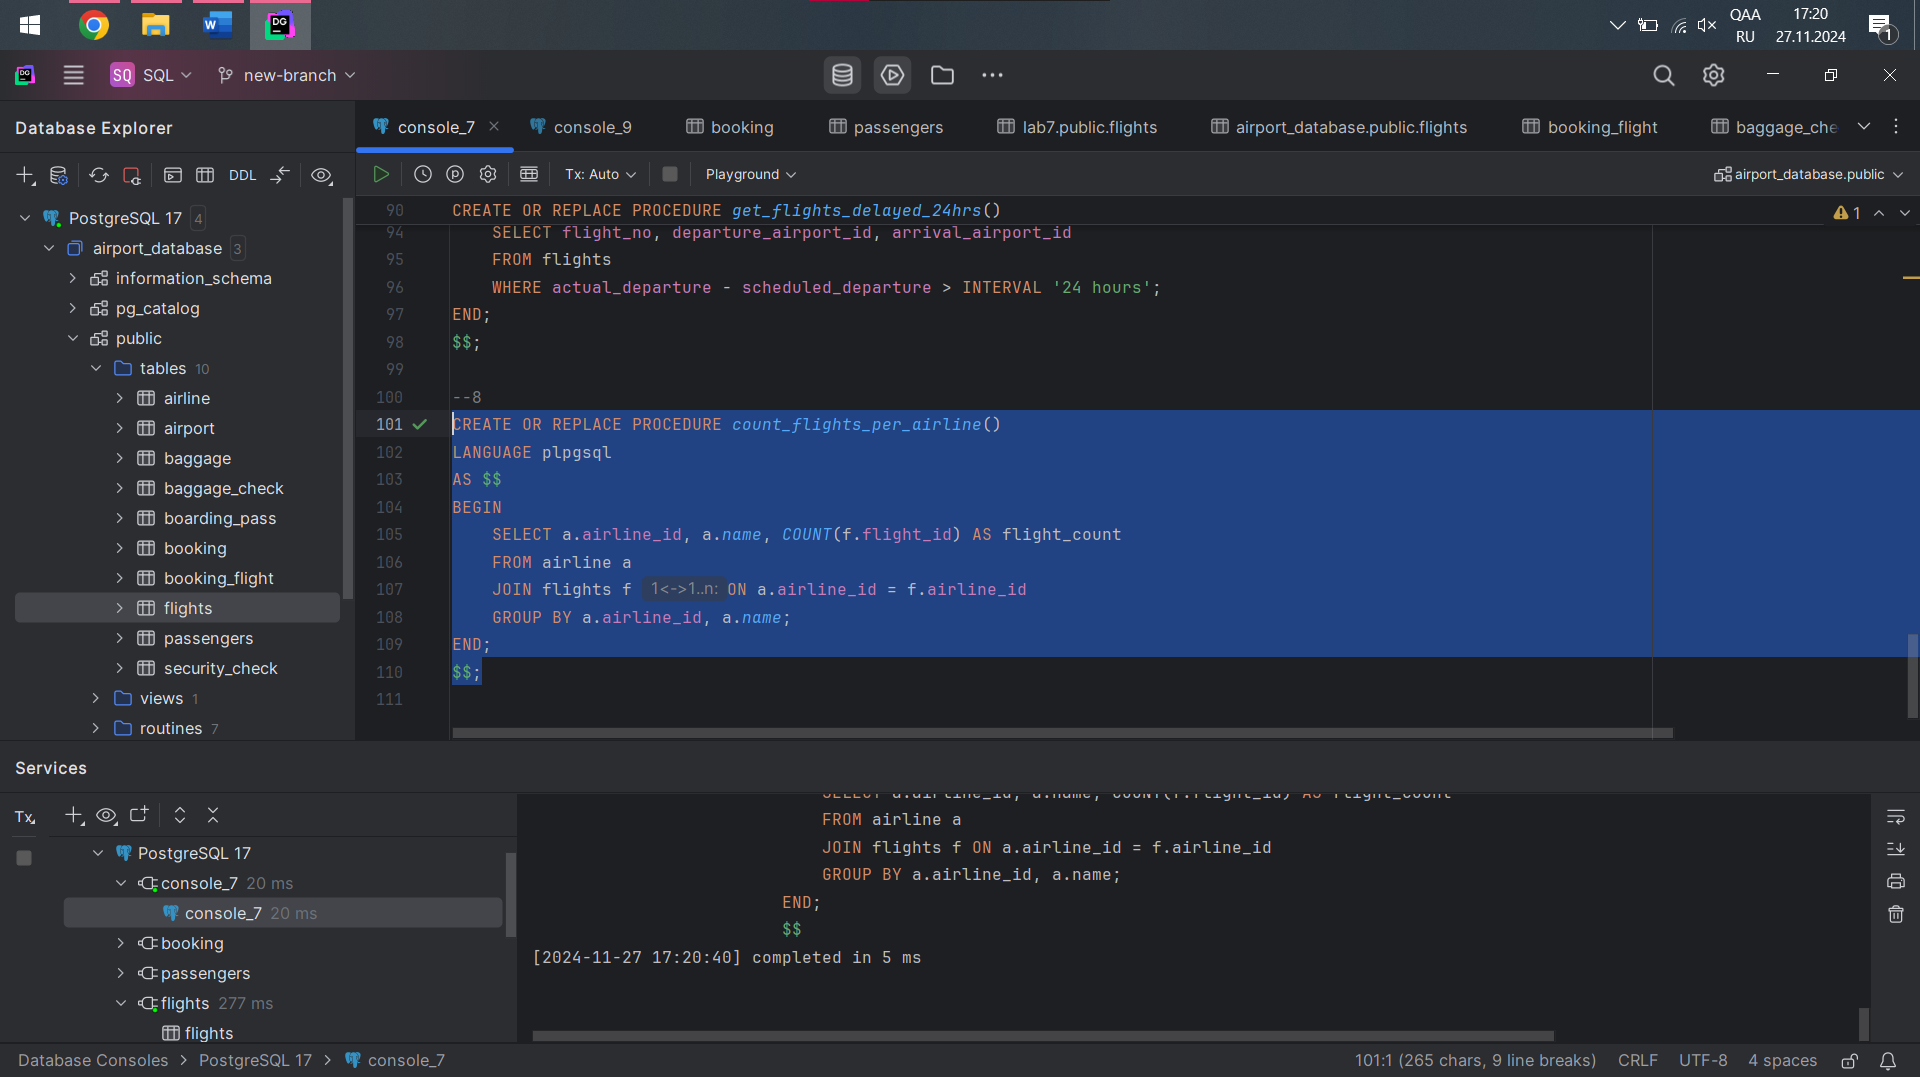 QAA
RU
17:20
27.11.2024
1
SQ SQL
new-branch
Database Explorer
console_7
console_9
booking
passengers
lab7.public.flights
airport_database.public.flights
booking_flight
baggage_che
DDL
Tx: Auto
Playground
airport_database.public
PostgreSQL 17 4
airport_database 3
information_schema
pg_catalog
public
tables 10
airline
airport
baggage
baggage_check
boarding_pass
booking
booking_flight
flights
passengers
security_check
views 1
routines 7
90 CREATE OR REPLACE PROCEDURE get_flights_delayed_24hrs()
1
94 SELECT flight_no, departure_airport_id, arrival_airport_id
95 FROM flights
96 WHERE actual_departure - scheduled_departure > INTERVAL '24 hours';
97 END;
98 $$;
99
100 --8
101 CREATE OR REPLACE PROCEDURE count_flights_per_airline()
102 LANGUAGE plpgsql
103 AS $$
104 BEGIN
105 SELECT a.airline_id, a.name, COUNT(f.flight_id) AS flight_count
106 FROM airline a
107 JOIN flights f 1<->1..n: ON a.airline_id = f.airline_id
108 GROUP BY a.airline_id, a.name;
109 END;
110 $$;
111
Services
Tx
PostgreSQL 17
console_7 20 ms
console_7 20 ms
booking
passengers
flights 277 ms
flights
SELECT a.airline_id, a.name, COUNT(f.flight_id) AS flight_count
FROM airline a
JOIN flights f ON a.airline_id = f.airline_id
GROUP BY a.airline_id, a.name;
END;
$$
[2024-11-27 17:20:40] completed in 5 ms
Database Consoles > PostgreSQL 17 > console_7
101:1 (265 chars, 9 line breaks)
CRLF
UTF-8
4 spaces